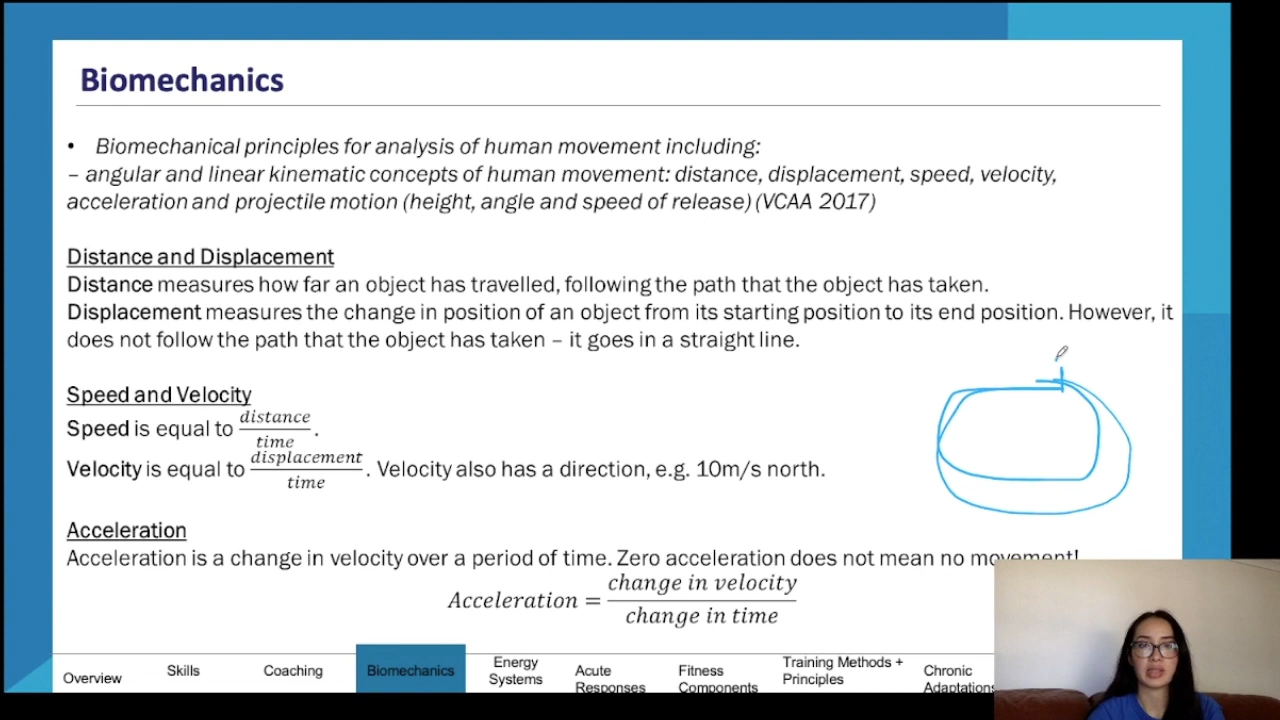 Biomechanics
• Biomechanical principles for analysis of human movement including:
– angular and linear kinematic concepts of human movement: distance, displacement, speed, velocity,
acceleration and projectile motion (height, angle and speed of release) (VCAA 2017)
Distance and Displacement
Distance measures how far an object has travelled, following the path that the object has taken.
Displacement measures the change in position of an object from its starting position to its end position. However, it
does not follow the path that the object has taken – it goes in a straight line.
Speed and Velocity
Speed is equal to distance/time.
Velocity is equal to displacement/time. Velocity also has a direction, e.g. 10m/s north.
Acceleration
Acceleration is a change in velocity over a period of time. Zero acceleration does not mean no movement!
Acceleration = change in velocity/change in time
Overview
Skills
Coaching
Biomechanics
Energy
Systems
Acute
Responses
Fitness
Components
Training Methods +
Principles
Chronic
Adaptations